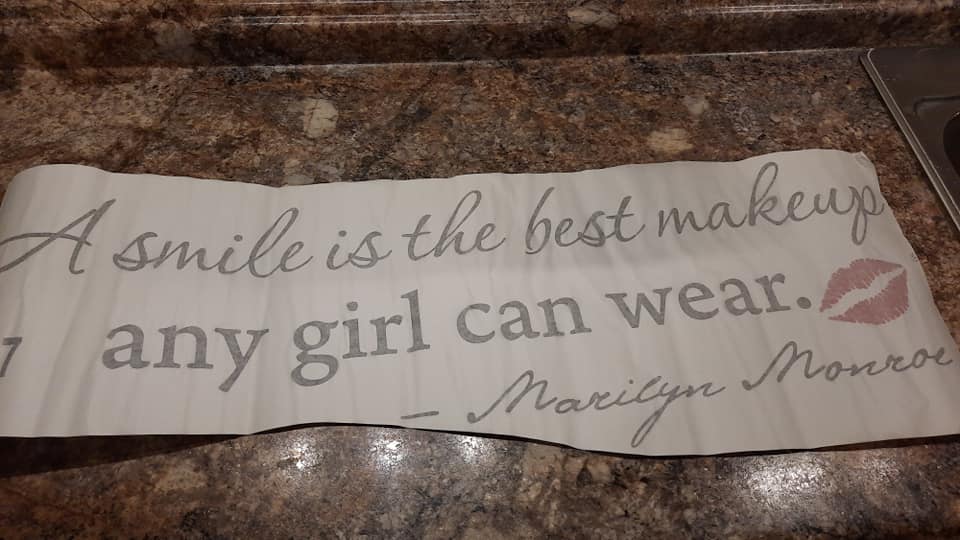 A smile is the best makeup
any girl can wear.
— Marilyn Monroe